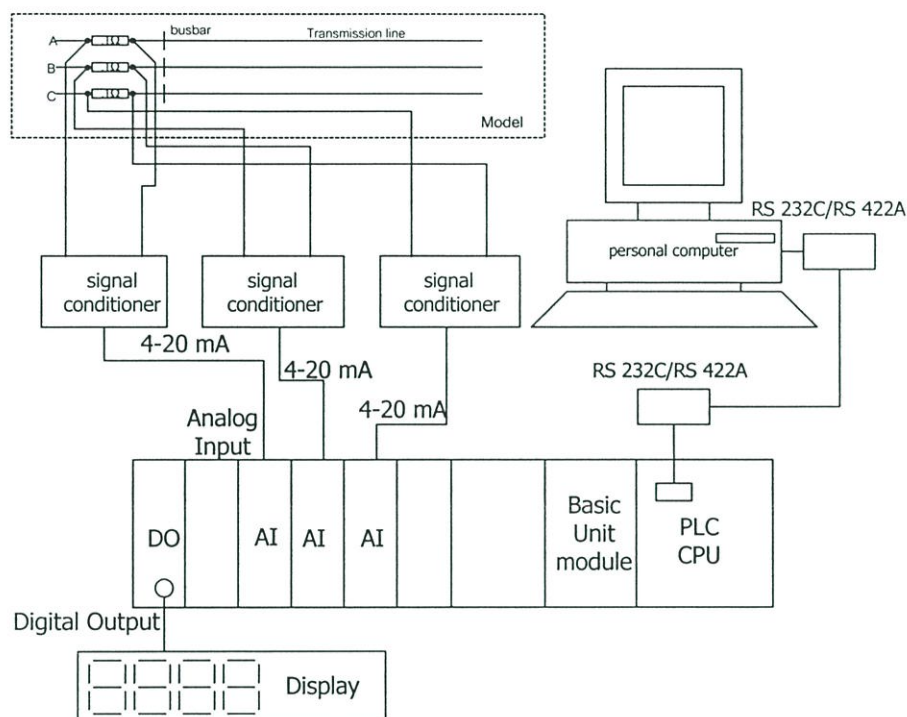 busbar
Transmission line
A
B
C
Model
RS 232C/RS 422A
personal computer
signal
conditioner
signal
conditioner
signal
conditioner
4-20 mA
4-20 mA
4-20 mA
RS 232C/RS 422A
Analog
Input
DO
AI
AI
AI
Basic
Unit
module
PLC
CPU
Digital Output
Display